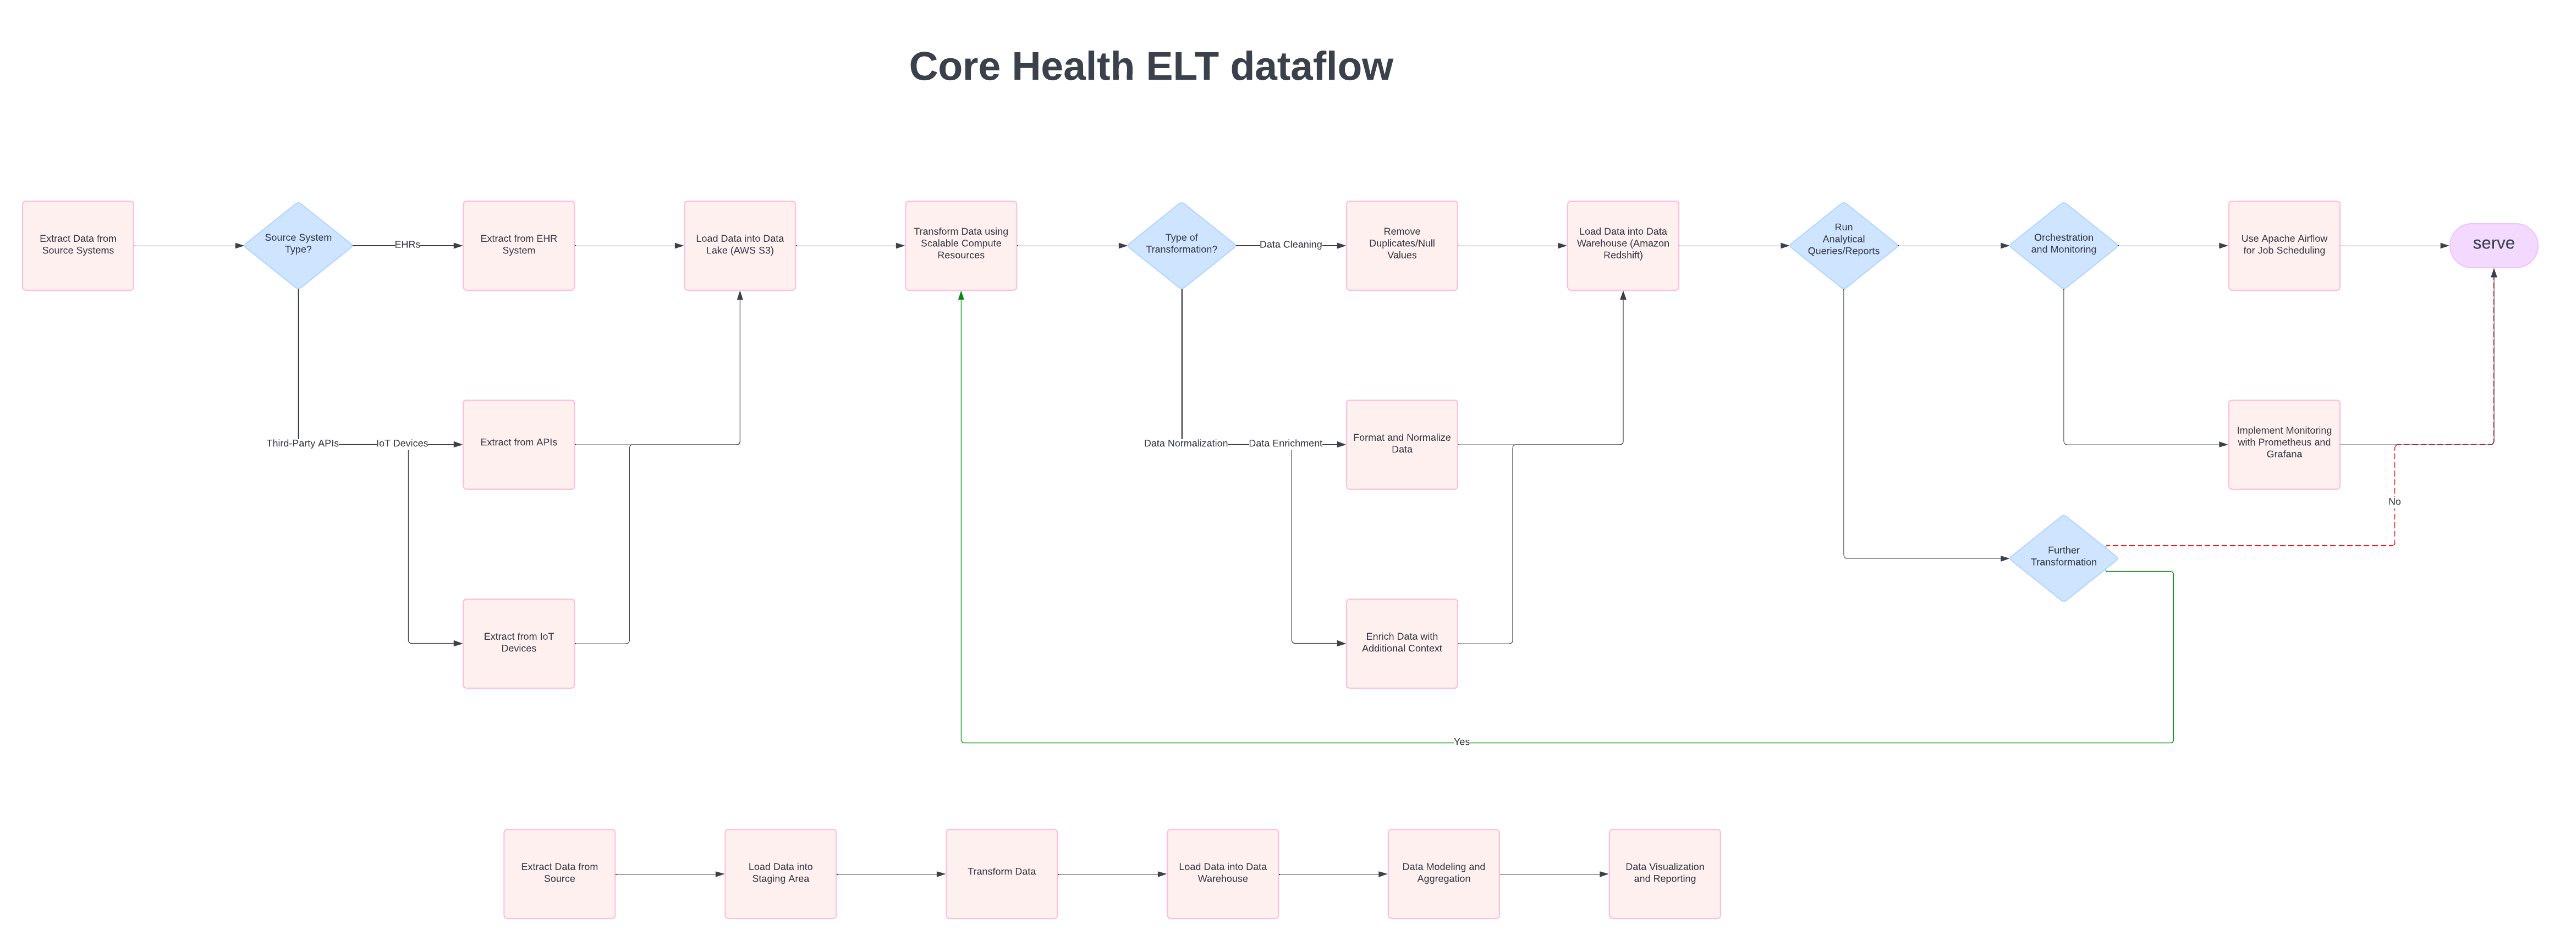 Core Health ELT dataflow
Extract Data from
Source Systems
Source System
Type?
EHRs
Extract from EHR
System
Load Data into Data
Lake (AWS S3)
Transform Data using
Scalable Compute
Resources
Type of
Transformation?
Data Cleaning
Remove
Duplicates/Null
Values
Load Data into Data
Warehouse (Amazon
Redshift)
Run
Analytical
Queries/Reports
Orchestration
and Monitoring
Use Apache Airflow
for Job Scheduling
serve
Third-Party APIs
IoT Devices
Extract from APIs
Data Normalization
Data Enrichment
Format and Normalize
Data
Implement Monitoring
with Prometheus and
Grafana
No
Further
Transformation
Extract from IoT
Devices
Enrich Data with
Additional Context
Yes
Extract Data from
Source
Load Data into
Staging Area
Transform Data
Load Data into Data
Warehouse
Data Modeling and
Aggregation
Data Visualization
and Reporting